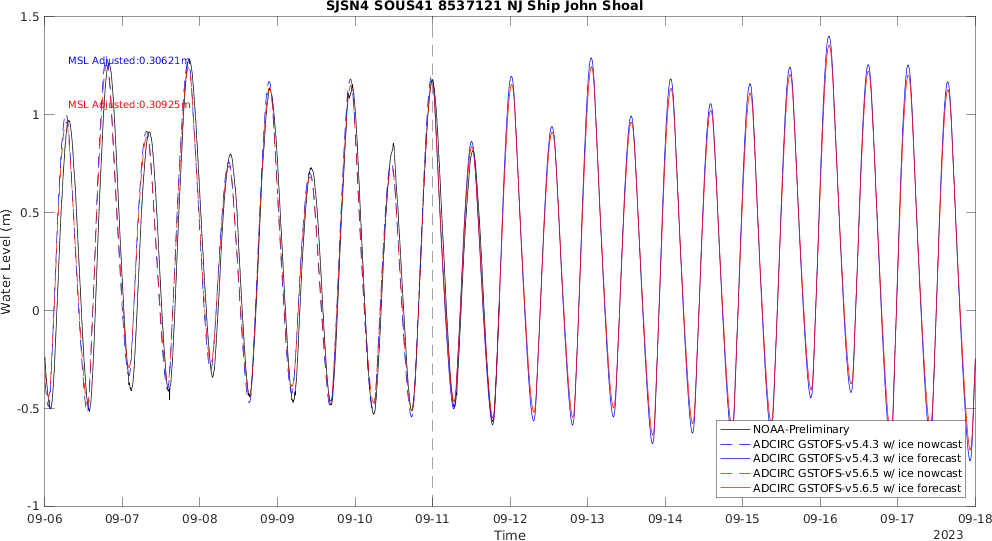 SJSN4 SOUS41 8537121 NJ Ship John Shoal
1.5
MSL Adjusted:0.30621m
MSL Adjusted:0.30925m
1
0.5
0
-0.5
-1
Water Level (m)
NOAA-Preliminary
ADCIRC GSTOFS-v5.4.3 w/ ice nowcast
ADCIRC GSTOFS-v5.4.3 w/ ice forecast
ADCIRC GSTOFS-v5.6.5 w/ ice nowcast
ADCIRC GSTOFS-v5.6.5 w/ ice forecast
09-06 09-07 09-08 09-09 09-10 09-11 09-12 09-13 09-14 09-15 09-16 09-17 09-18
Time
2023